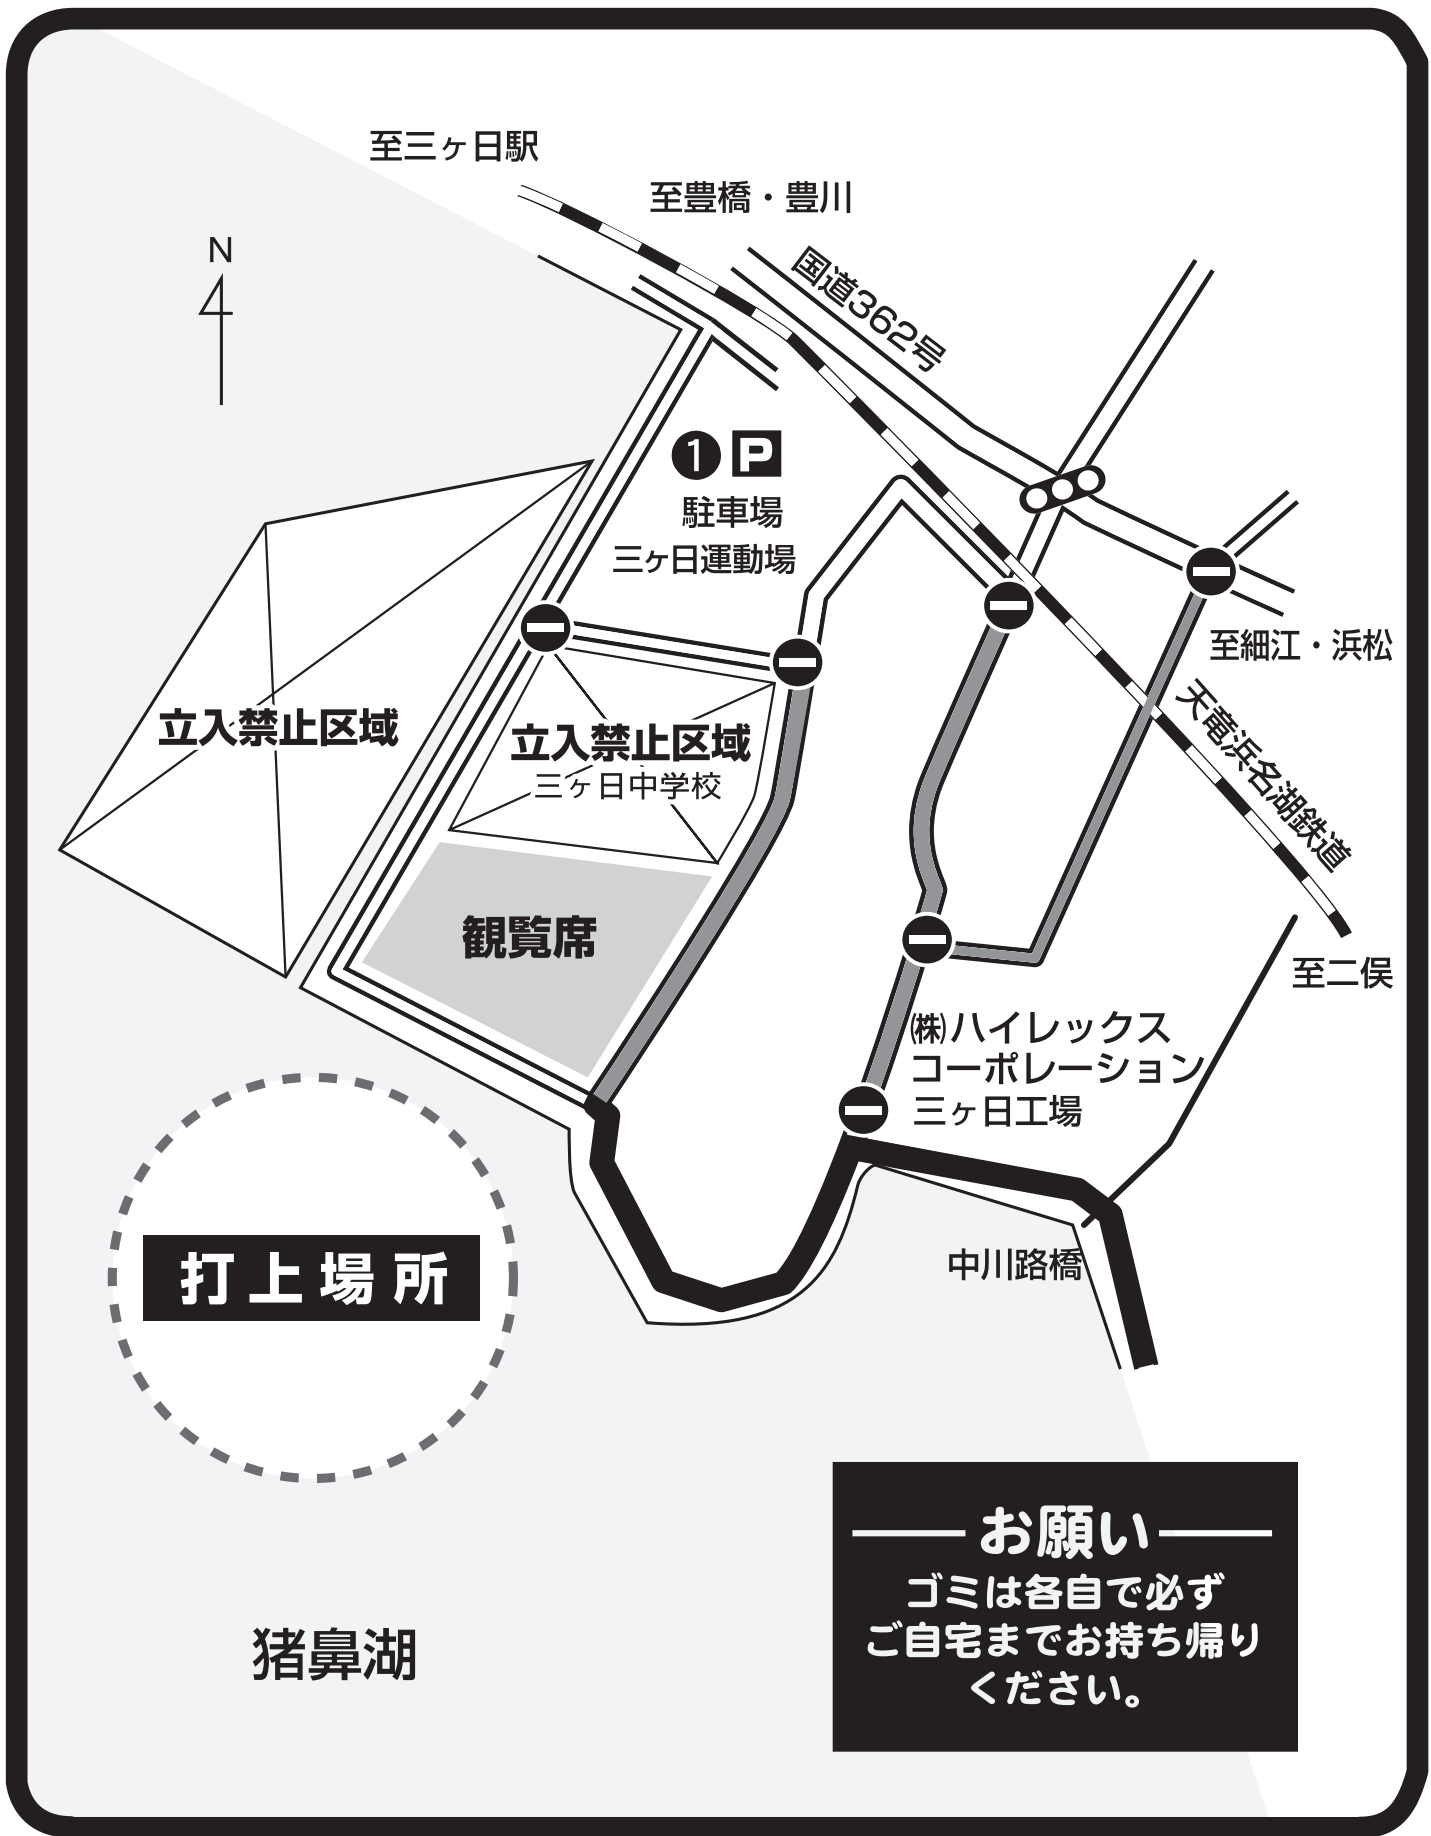 至三ヶ日駅
至豊橋・豊川
国道362号
N
1 P
駐車場
三ヶ日運動場
至細江・浜松
天竜浜名湖鉄道
立入禁止区域
立入禁止区域
三ヶ日中学校
観覧席
至二俣
㈱ハイレックス
コーポレーション
三ヶ日工場
打上場所
中川路橋
お願い
ゴミは各自で必ず
ご自宅までお持ち帰り
ください。
猪鼻湖